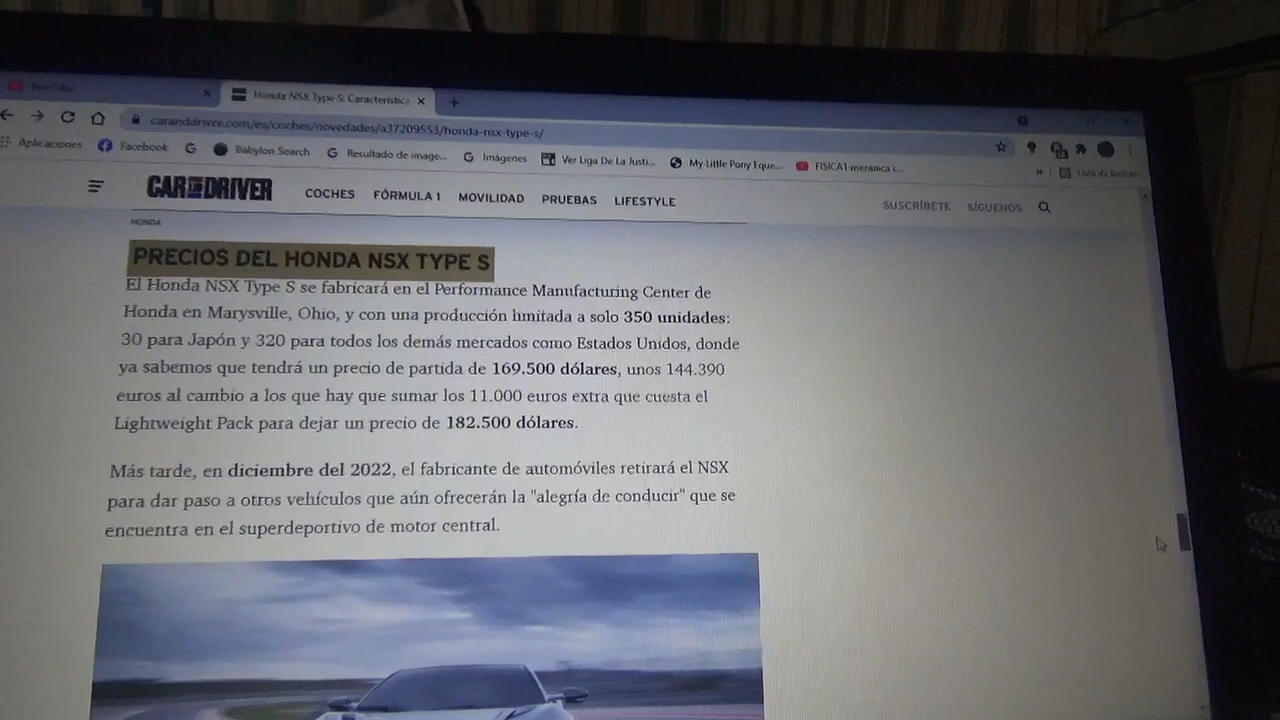 YouTube
Honda NSX Type S: Característica
caranddriver.com/es/coches/novedades/a37209553/honda-nsx-type-s/
Aplicaciones Facebook Babylon Search Resultado de image... Imágenes Ver Liga De La Justi... My Little Pony Eque... FISICA1 mecanica c...
Lista de lectura
CAR AND DRIVER COCHES FÓRMULA 1 MOVILIDAD PRUEBAS LIFESTYLE SUSCRÍBETE SÍGUENOS
HONDA
PRECIOS DEL HONDA NSX TYPE S
El Honda NSX Type S se fabricará en el Performance Manufacturing Center de
Honda en Marysville, Ohio, y con una producción limitada a solo 350 unidades:
30 para Japón y 320 para todos los demás mercados como Estados Unidos, donde
ya sabemos que tendrá un precio de partida de 169.500 dólares, unos 144.390
euros al cambio a los que hay que sumar los 11.000 euros extra que cuesta el
Lightweight Pack para dejar un precio de 182.500 dólares.
Más tarde, en diciembre del 2022, el fabricante de automóviles retirará el NSX
para dar paso a otros vehículos que aún ofrecerán la "alegría de conducir" que se
encuentra en el superdeportivo de motor central.